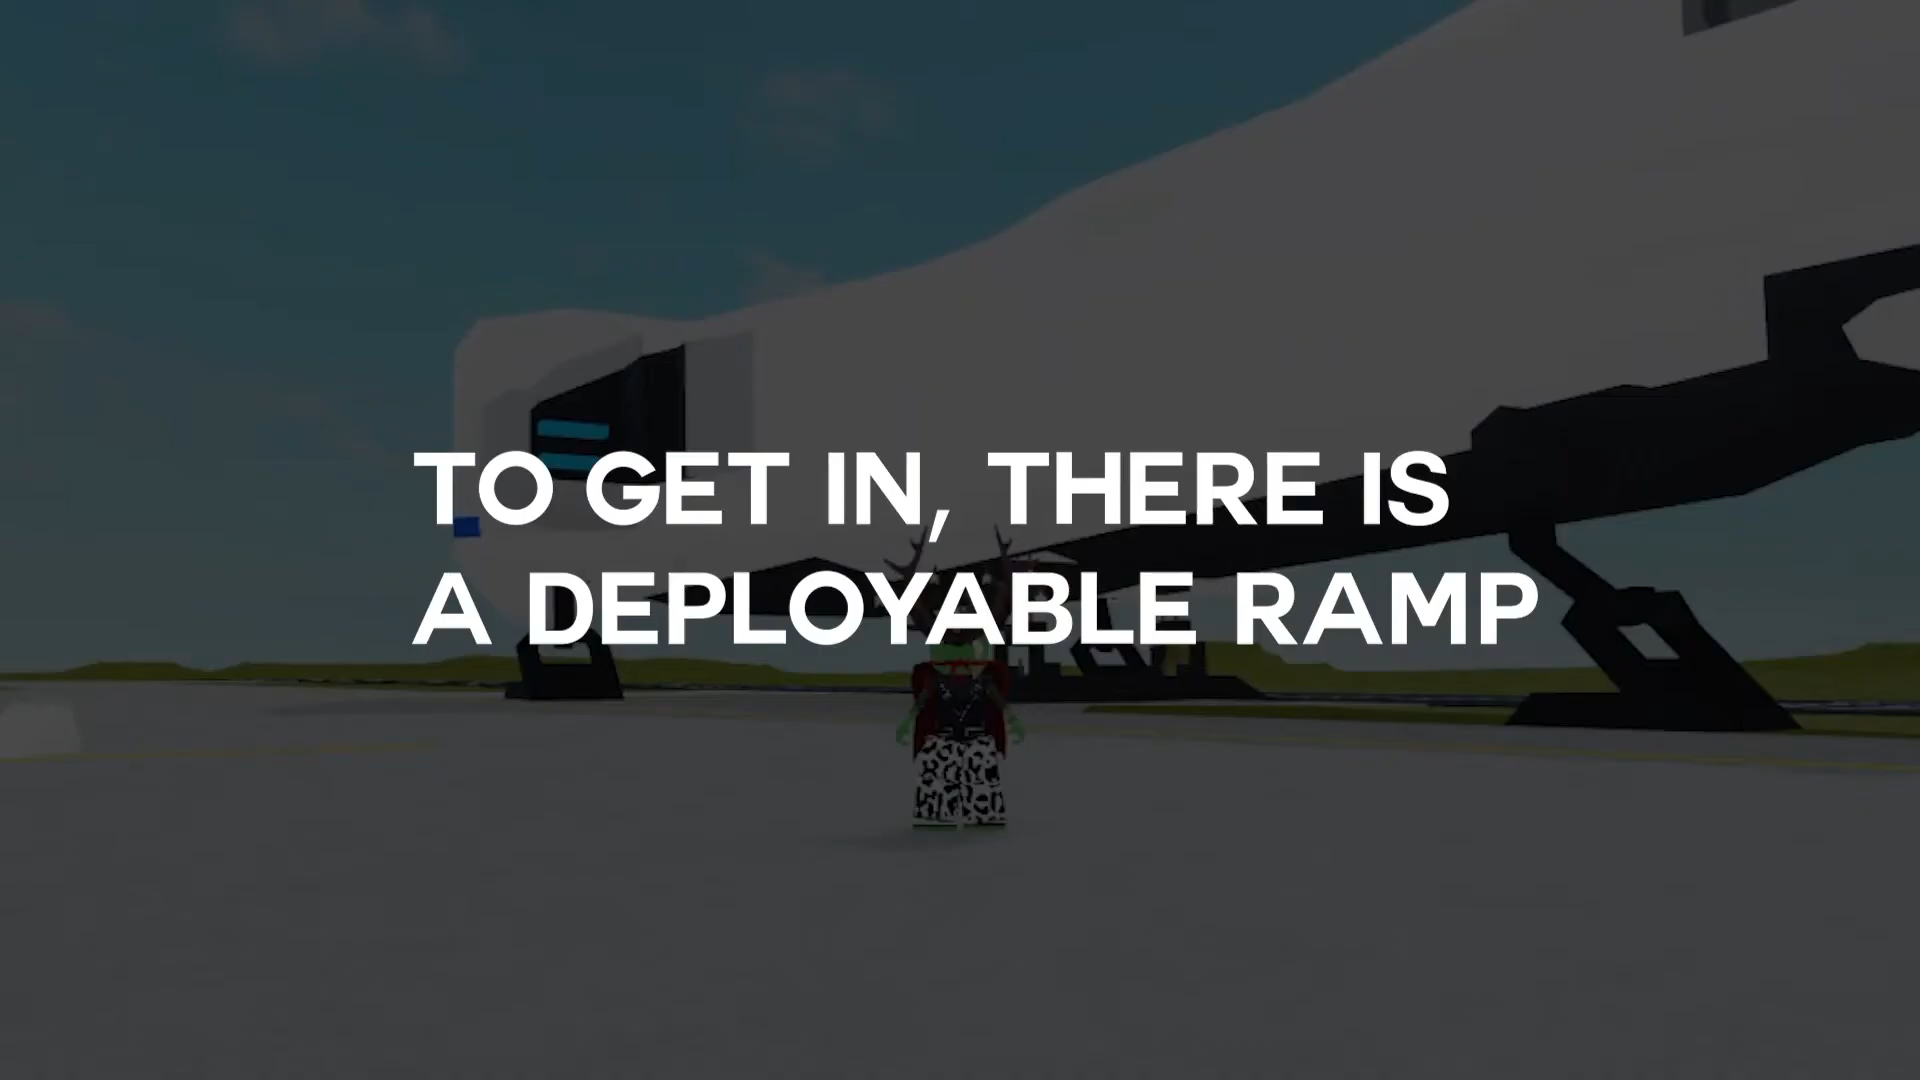 TO GET IN, THERE IS
A DEPLOYABLE RAMP